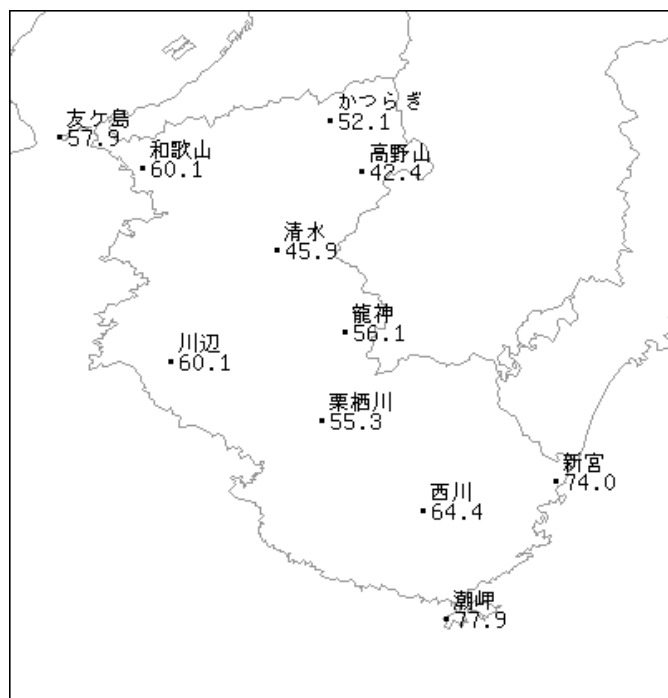 かつらぎ
52.1
友ケ島
57.9
和歌山
60.1
高野山
42.4
清水
45.9
龍神
56.1
川辺
60.1
栗栖川
55.3
新宮
74.0
西川
64.4
潮岬
77.9